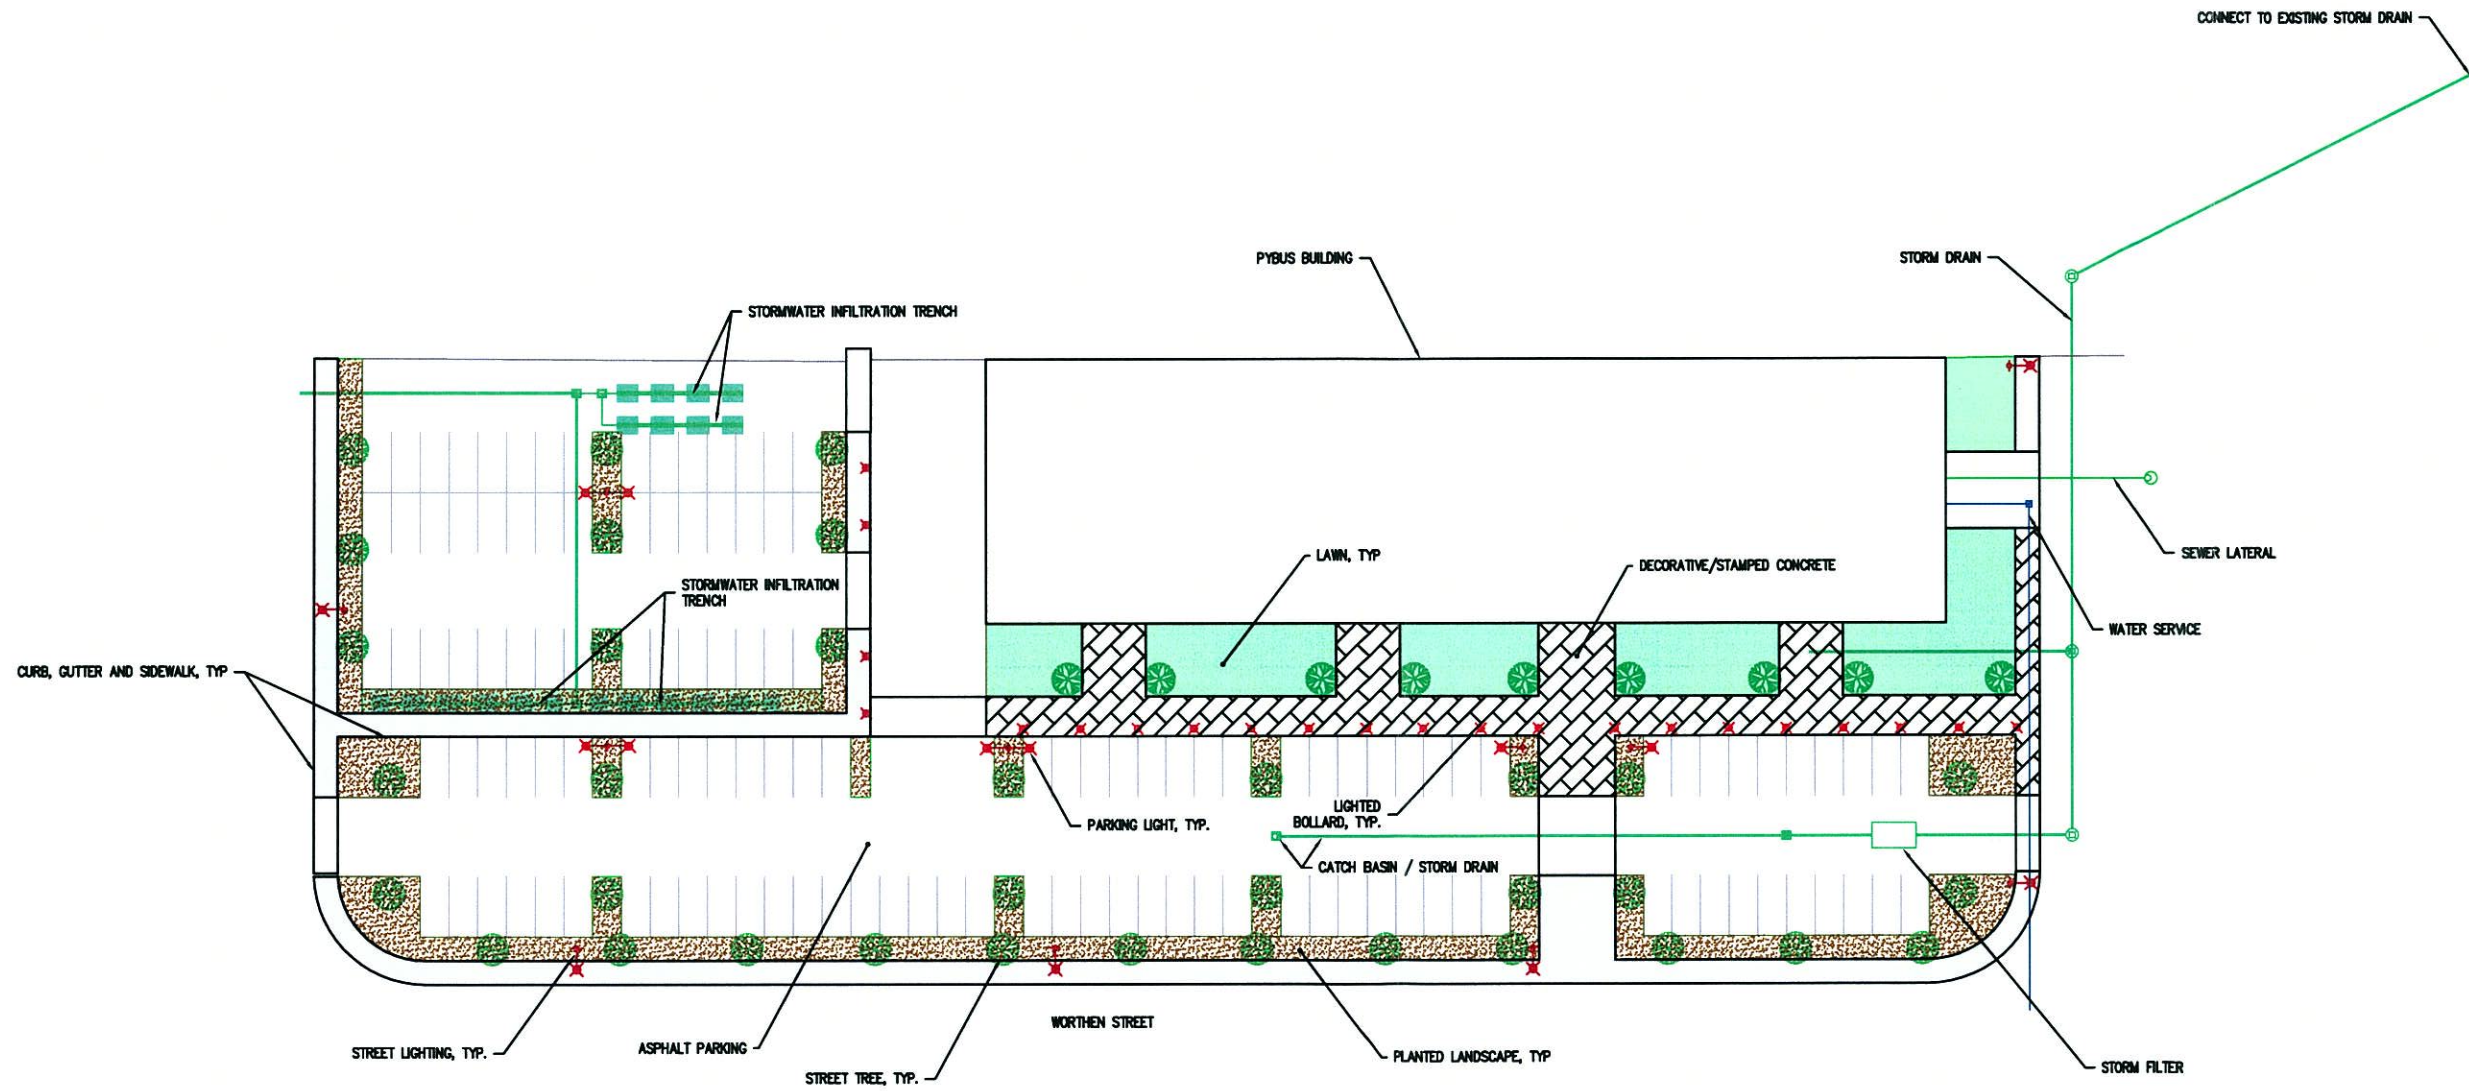 CONNECT TO EXISTING STORM DRAIN
PYBUS BUILDING
STORM DRAIN
STORMWATER INFILTRATION TRENCH
LAWN, TYP
DECORATIVE/STAMPED CONCRETE
SEWER LATERAL
STORMWATER INFILTRATION
TRENCH
WATER SERVICE
CURB, GUTTER AND SIDEWALK, TYP
LIGHTED
BOLLARD, TYP.
PARKING LIGHT, TYP.
CATCH BASIN / STORM DRAIN
WORTHEN STREET
STREET LIGHTING, TYP.
ASPHALT PARKING
PLANTED LANDSCAPE, TYP
STORM FILTER
STREET TREE, TYP.